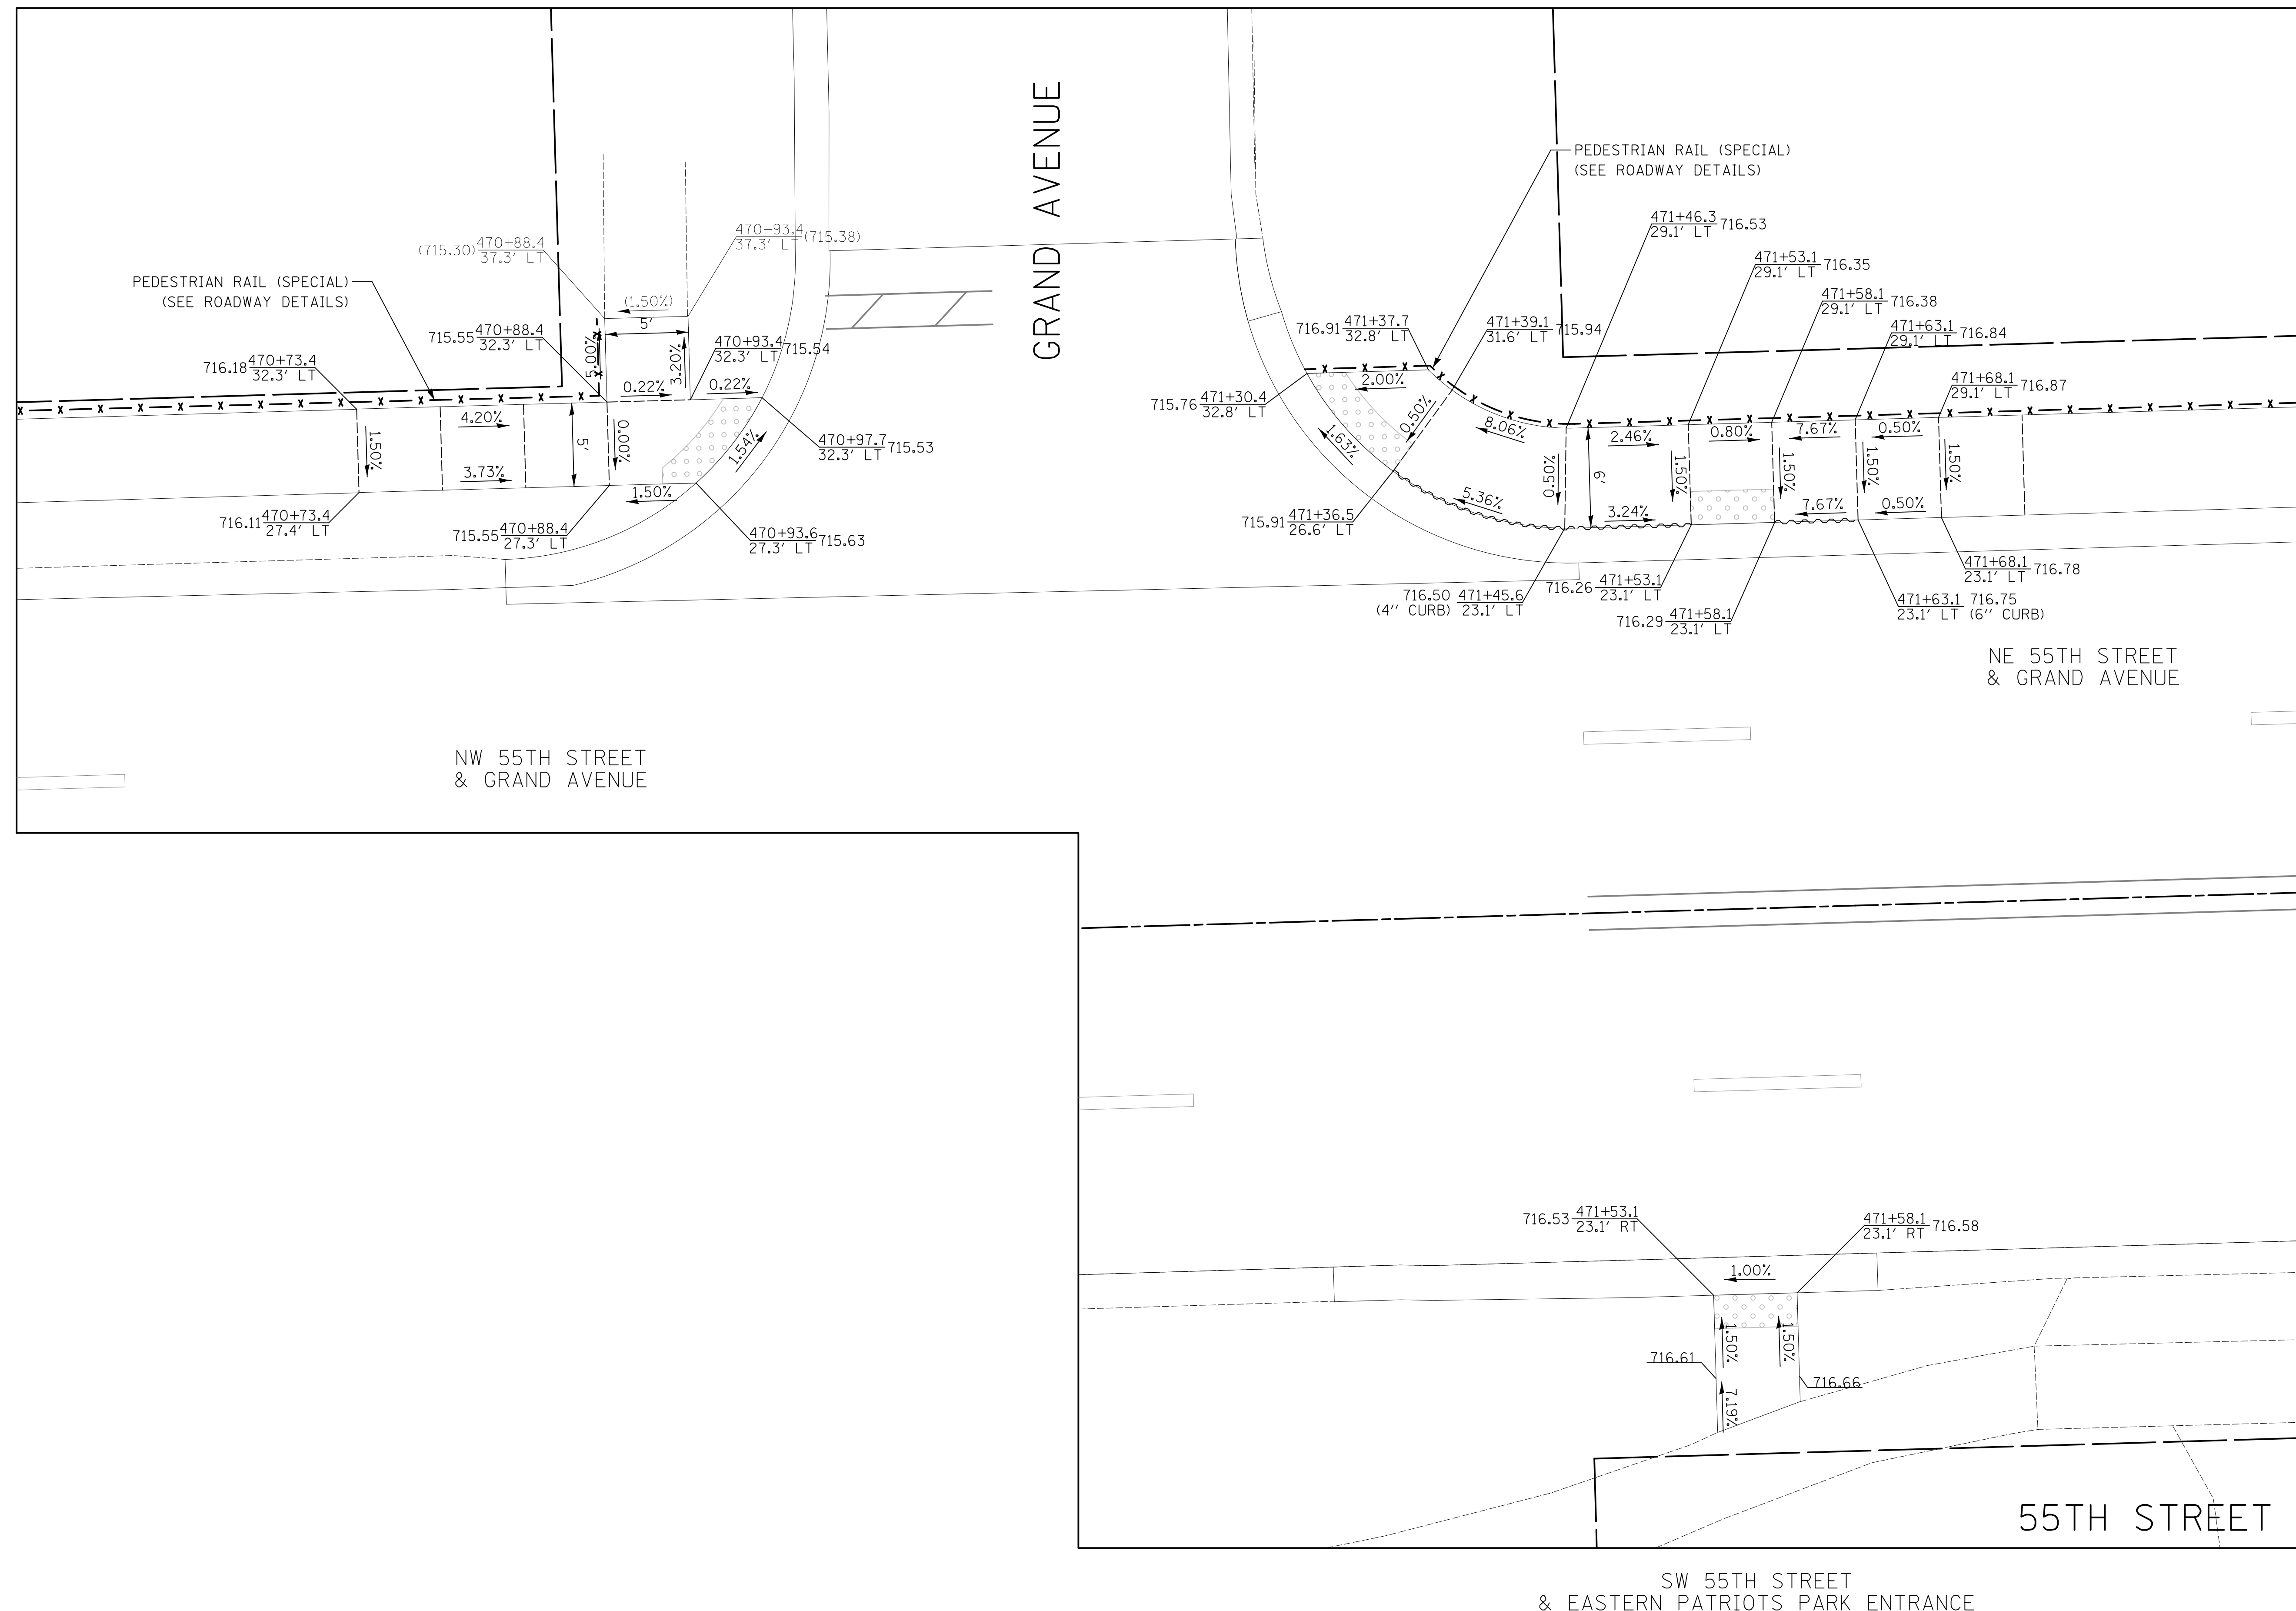 GRAND AVENUE
PEDESTRIAN RAIL (SPECIAL)
(SEE ROADWAY DETAILS)
(715.30) 470+88.4
37.3' LT
470+93.4 (715.38)
37.3' LT
(1.50%)
5'
715.55 470+88.4
32.3' LT
5.00%
3.20%
470+93.4 715.54
32.3' LT
716.18 470+73.4
32.3' LT
0.22%
0.22%
4.20%
1.50%
5'
0.00%
1.54%
470+97.7 715.53
32.3' LT
3.73%
1.50%
716.11 470+73.4
27.4' LT
715.55 470+88.4
27.3' LT
470+93.6 715.63
27.3' LT
NW 55TH STREET
& GRAND AVENUE
PEDESTRIAN RAIL (SPECIAL)
(SEE ROADWAY DETAILS)
471+46.3 716.53
29.1' LT
471+53.1 716.35
29.1' LT
471+58.1 716.38
29.1' LT
471+63.1 716.84
29.1' LT
716.91 471+37.7
32.8' LT
471+39.1 715.94
31.6' LT
471+68.1 716.87
29.1' LT
715.76 471+30.4
32.8' LT
2.00%
0.50%
1.63%
8.06%
2.46%
0.80%
7.67%
0.50%
0.50%
6'
1.50%
1.50%
1.50%
1.50%
5.36%
3.24%
7.67%
0.50%
715.91 471+36.5
26.6' LT
716.50 471+45.6
(4'' CURB) 23.1' LT
716.26 471+53.1
23.1' LT
716.29 471+58.1
23.1' LT
471+63.1 716.75
23.1' LT (6'' CURB)
471+68.1 716.78
23.1' LT
NE 55TH STREET
& GRAND AVENUE
716.53 471+53.1
23.1' RT
471+58.1 716.58
23.1' RT
1.00%
1.50%
1.50%
716.61
716.66
7.19%
55TH STREET
SW 55TH STREET
& EASTERN PATRIOTS PARK ENTRANCE